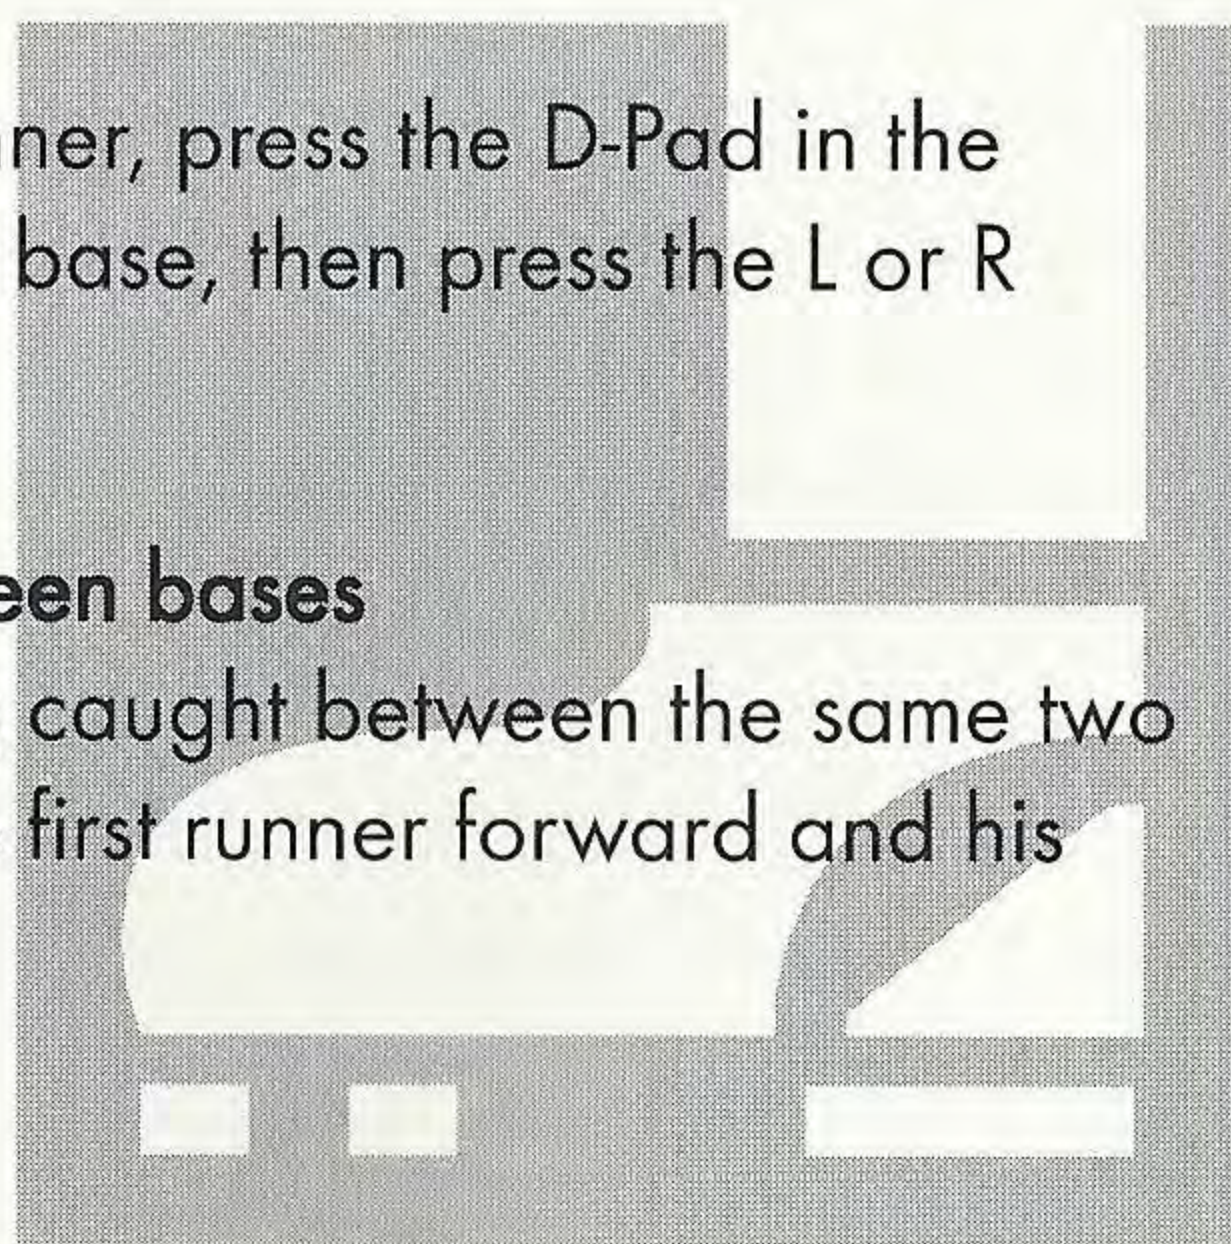 ner, press the D-Pad in the
base, then press the L or R
een bases
caught between the same two
first runner forward and his